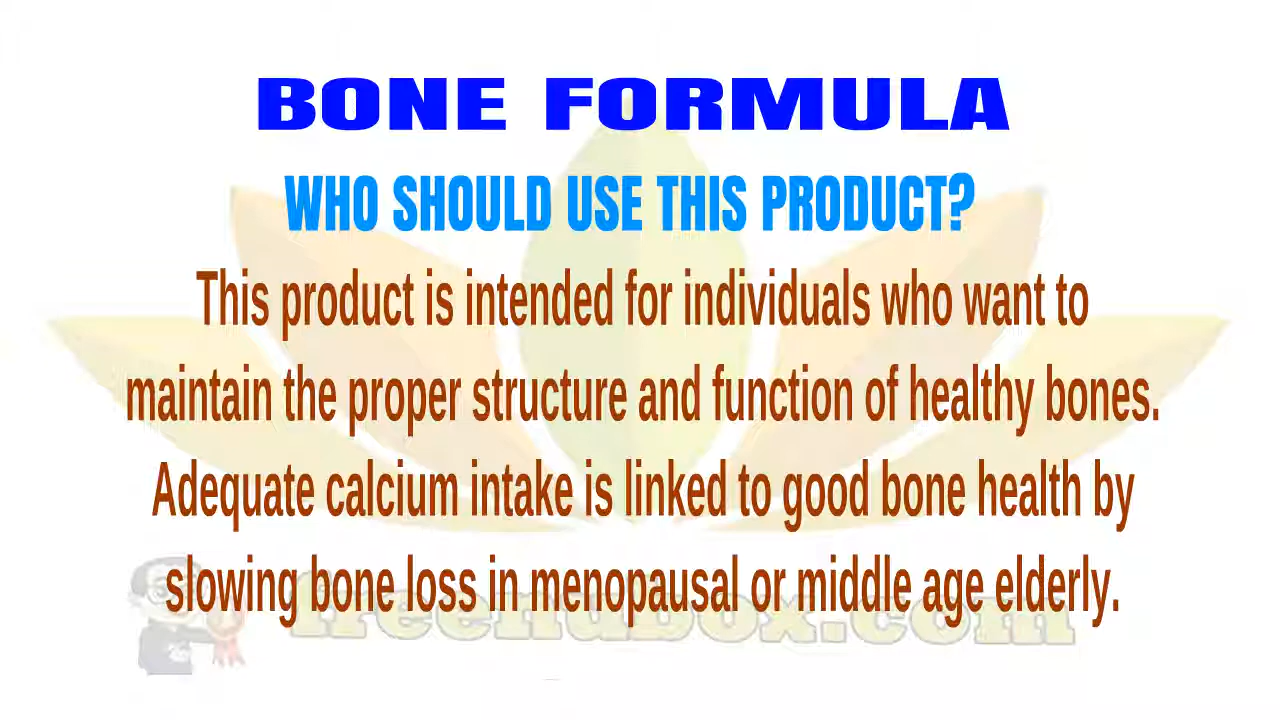 BONE FORMULA
WHO SHOULD USE THIS PRODUCT?
This product is intended for individuals who want to
maintain the proper structure and function of healthy bones.
Adequate calcium intake is linked to good bone health by
slowing bone loss in menopausal or middle age elderly.